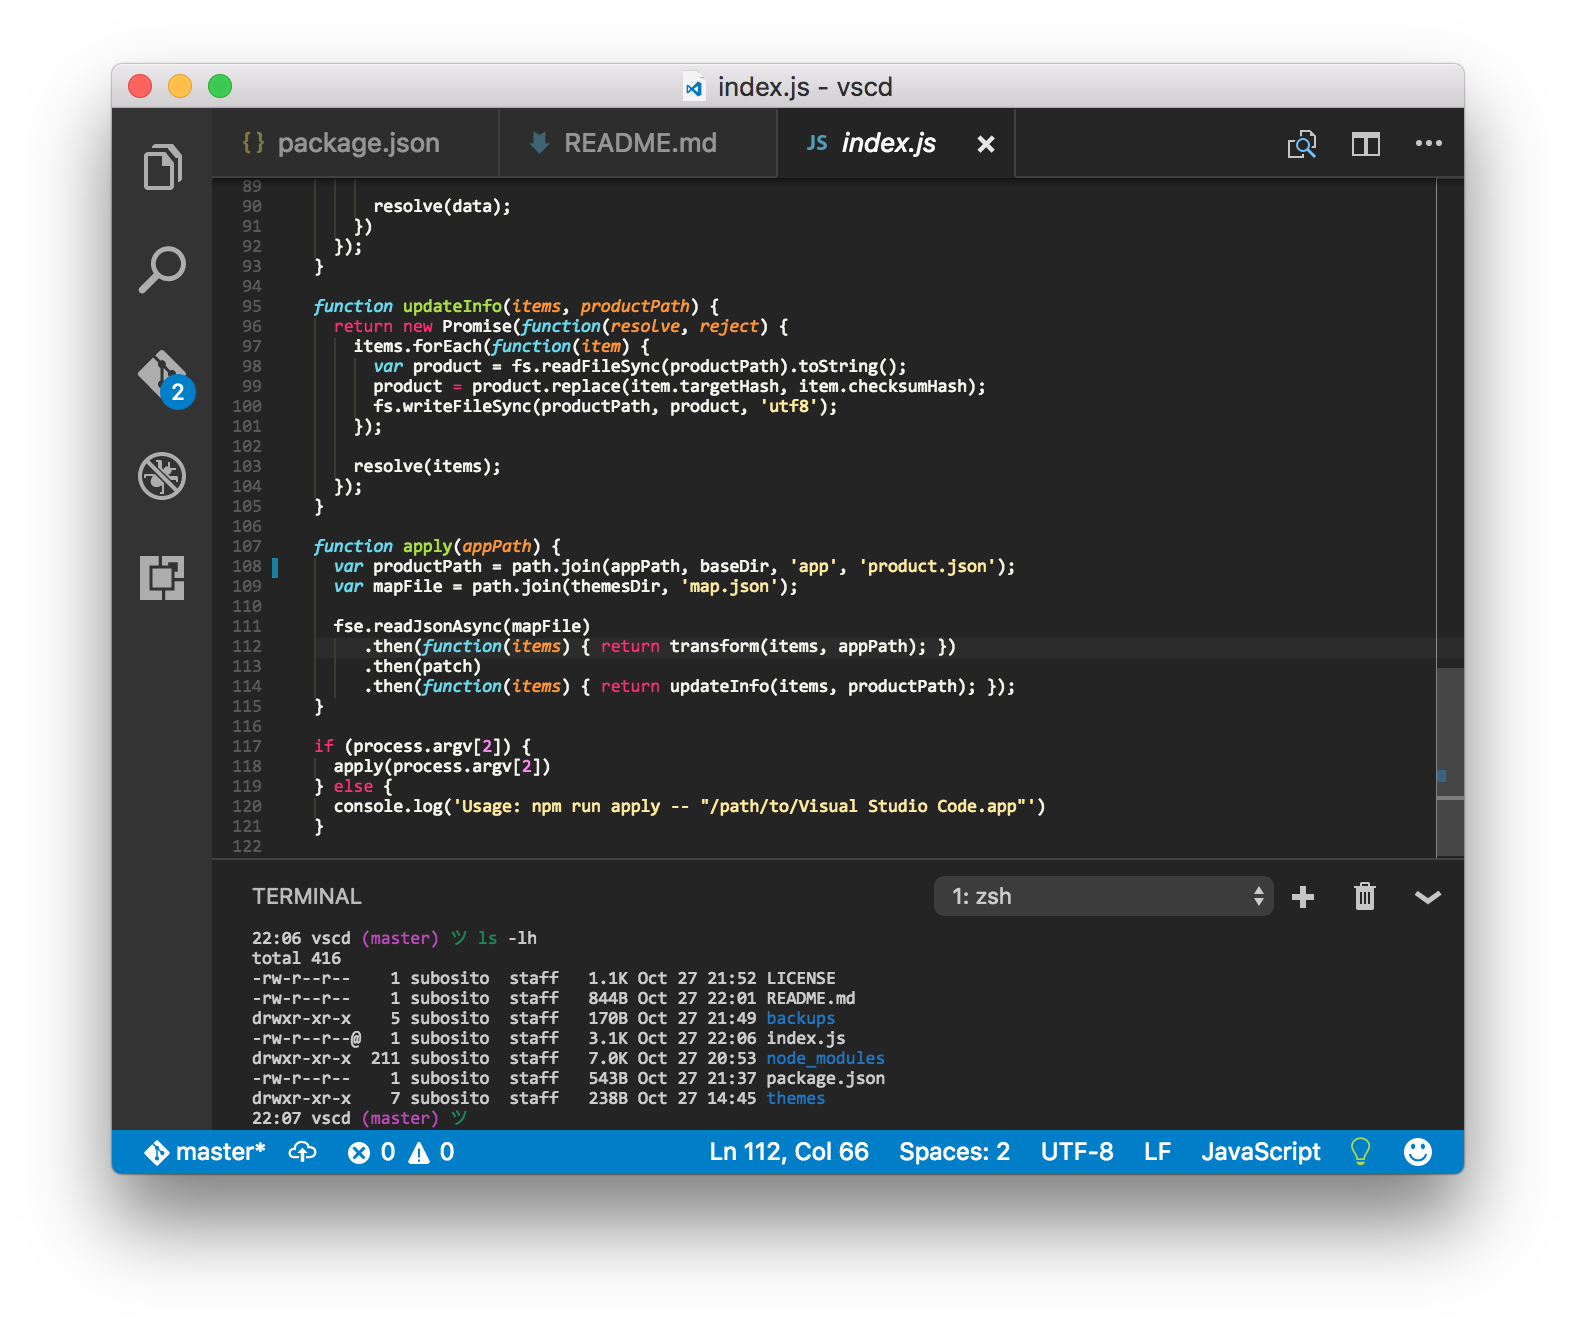 index.js - vscd
{} package.json
README.md
JS index.js
2
89
90 resolve(data);
91 })
92 });
93 }
94
95 function updateInfo(items, productPath) {
96 return new Promise(function(resolve, reject) {
97 items.forEach(function(item) {
98 var product = fs.readFileSync(productPath).toString();
99 product = product.replace(item.targetHash, item.checksumHash);
100 fs.writeFileSync(productPath, product, 'utf8');
101 });
102
103 resolve(items);
104 });
105 }
106
107 function apply(appPath) {
108 var productPath = path.join(appPath, baseDir, 'app', 'product.json');
109 var mapFile = path.join(themesDir, 'map.json');
110
111 fse.readJsonAsync(mapFile)
112 .then(function(items) { return transform(items, appPath); })
113 .then(patch)
114 .then(function(items) { return updateInfo(items, productPath); });
115 }
116
117 if (process.argv[2]) {
118 apply(process.argv[2])
119 } else {
120 console.log('Usage: npm run apply -- "/path/to/Visual Studio Code.app"')
121 }
122
TERMINAL
1: zsh
22:06 vscd (master) ツ ls -lh
total 416
-rw-r--r-- 1 subosito staff 1.1K Oct 27 21:52 LICENSE
-rw-r--r-- 1 subosito staff 844B Oct 27 22:01 README.md
drwxr-xr-x 5 subosito staff 170B Oct 27 21:49 backups
-rw-r--r--@ 1 subosito staff 3.1K Oct 27 22:06 index.js
drwxr-xr-x 211 subosito staff 7.0K Oct 27 20:53 node_modules
-rw-r--r-- 1 subosito staff 543B Oct 27 21:37 package.json
drwxr-xr-x 7 subosito staff 238B Oct 27 14:45 themes
22:07 vscd (master) ツ
master* 0 0 Ln 112, Col 66 Spaces: 2 UTF-8 LF JavaScript